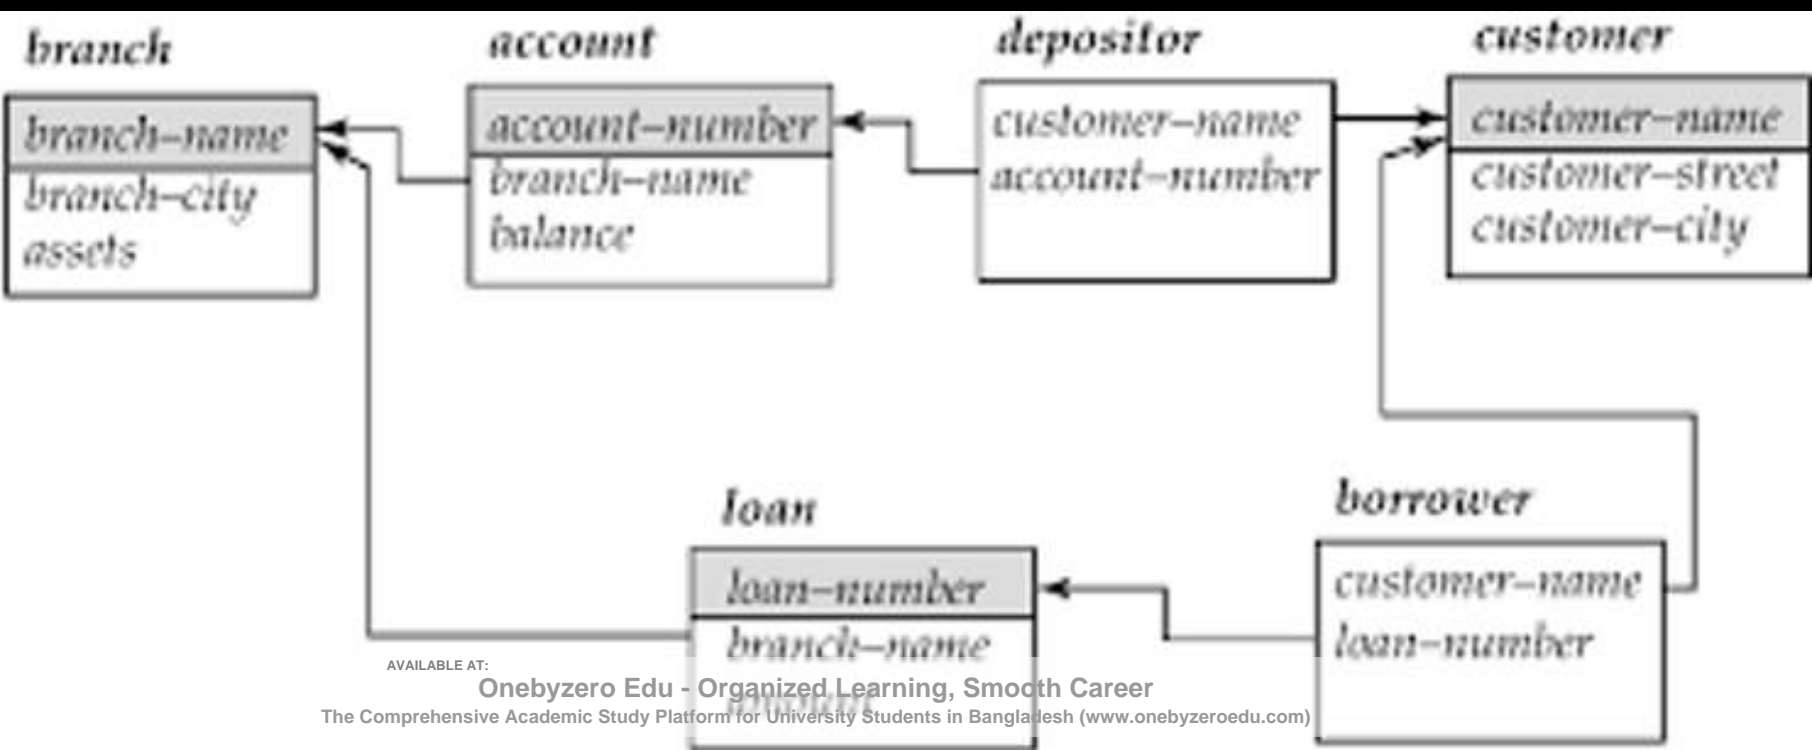 branch
branch-name
branch-city
assets
account
account-number
branch-name
balance
depositor
customer-name
account-number
customer
customer-name
customer-street
customer-city
loan
loan-number
branch-name
amount
borrower
customer-name
loan-number
AVAILABLE AT:
Onebyzero Edu - Organized Learning, Smooth Career
The Comprehensive Academic Study Platform for University Students in Bangladesh (www.onebyzeroedu.com)